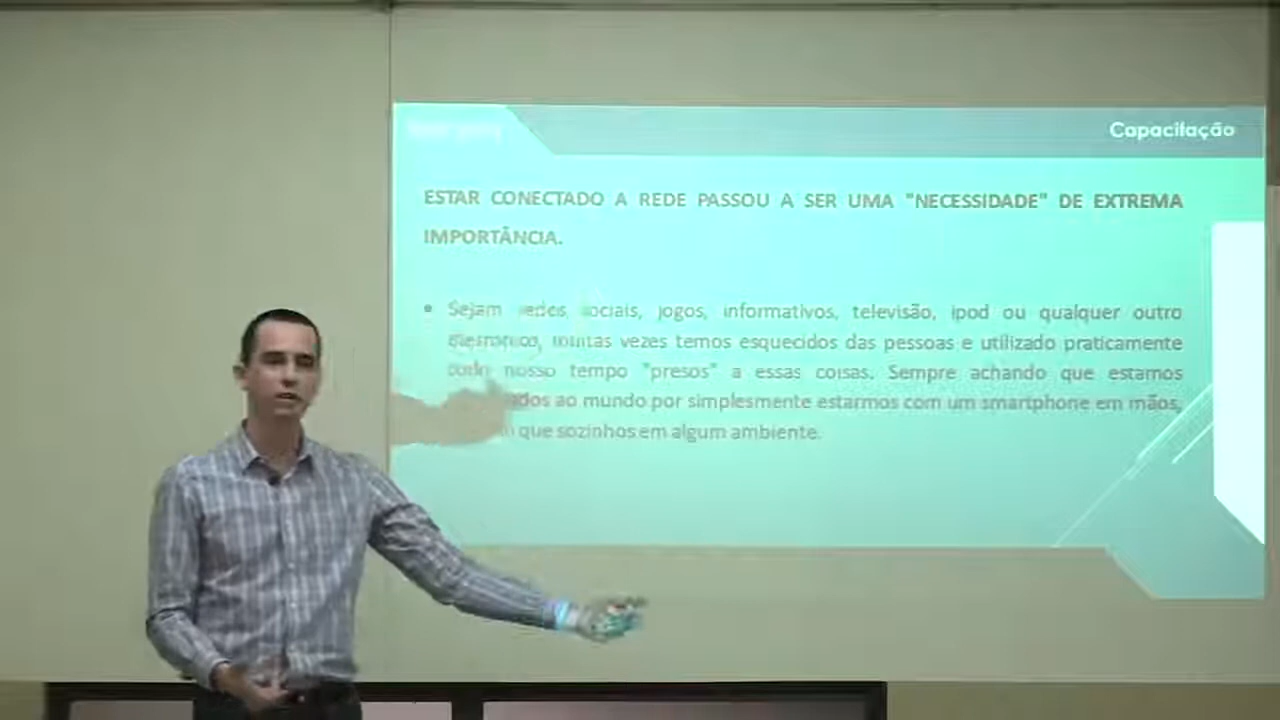 Capacitação
ESTAR CONECTADO A REDE PASSOU A SER UMA "NECESSIDADE" DE EXTREMA
IMPORTÂNCIA.
• Sejam redes sociais, jogos, informativos, televisão, ipod ou qualquer outro
muitas vezes temos esquecidos das pessoas e utilizado praticamente
nosso tempo "presos" a essas coisas. Sempre achando que estamos
ao mundo por simplesmente estarmos com um smartphone em mãos,
que sozinhos em algum ambiente.